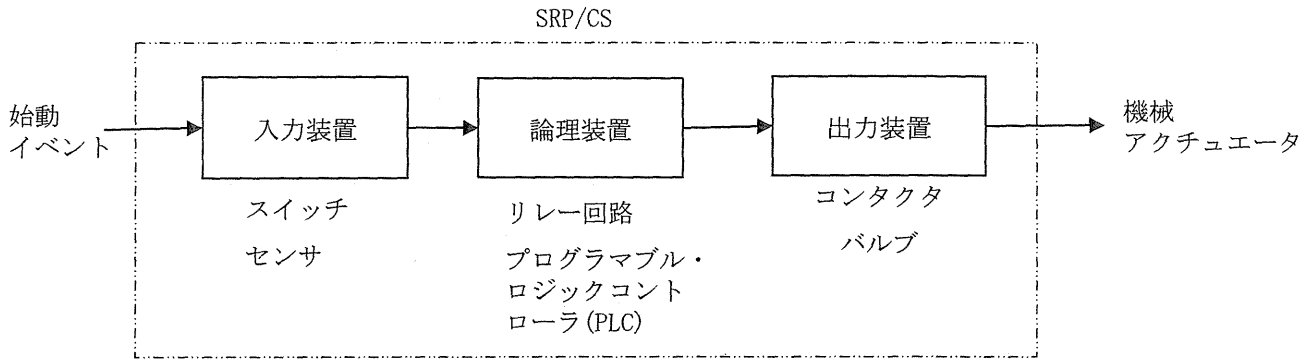 SRP/CS
始動
イベント
入力装置
論理装置
出力装置
機械
アクチュエータ
スイッチ
センサ
リレー回路
プログラマブル・
ロジックコント
ローラ(PLC)
コンタクタ
バルブ